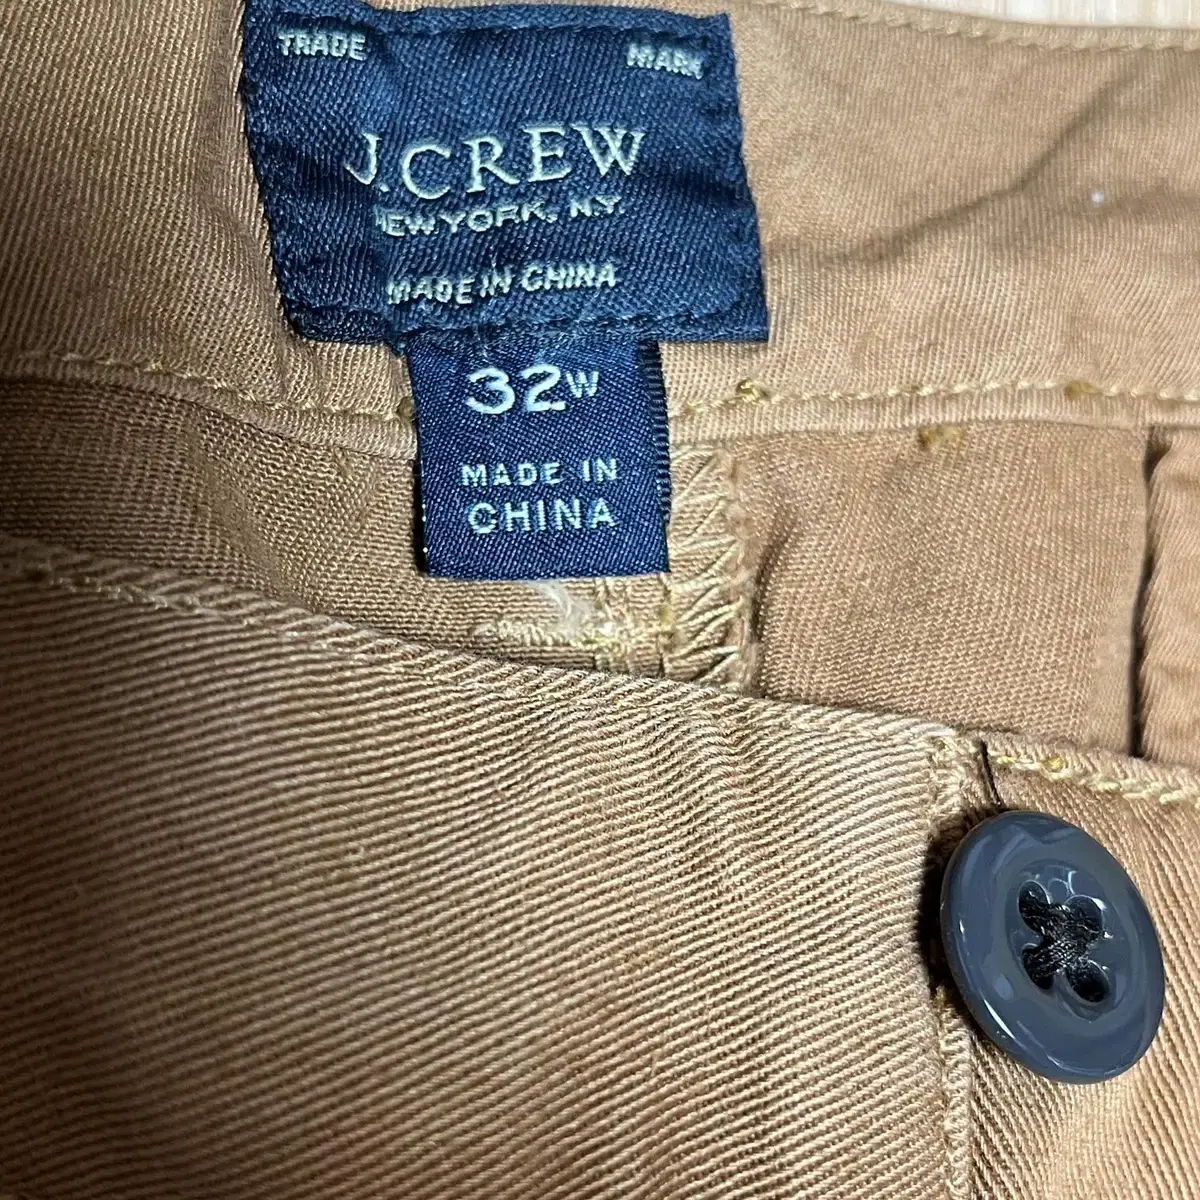 TRADE MARK
J.CREW
NEW YORK, N.Y.
MADE IN CHINA
32W
MADE IN
CHINA